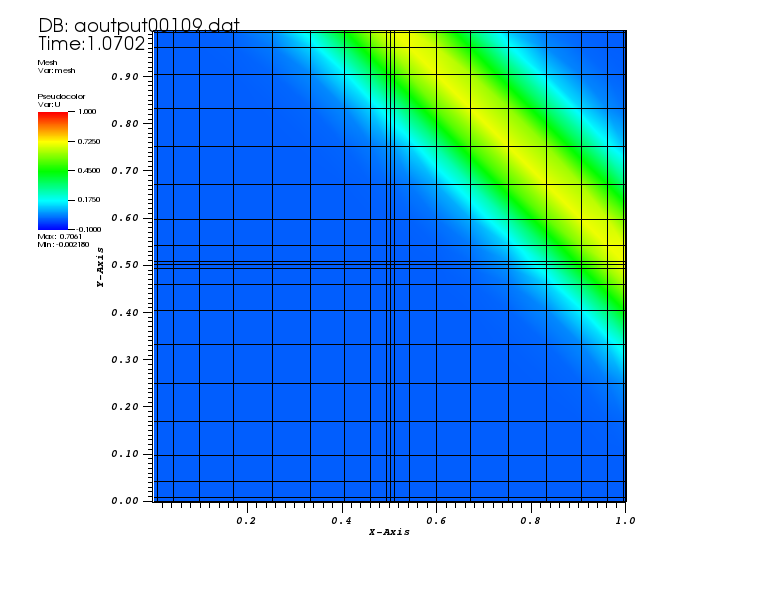 DB: aoutput00109.dat
Time:1.0702
Mesh
Var: mesh
Pseudocolor
Var: U
1.000
0.7250
0.4500
0.1750
-0.1000
Max: 0.7061
Min: -0.002180
Y-Axis
0.90
0.80
0.70
0.60
0.50
0.40
0.30
0.20
0.10
0.00
0.2 0.4 0.6 0.8 1.0
X-Axis